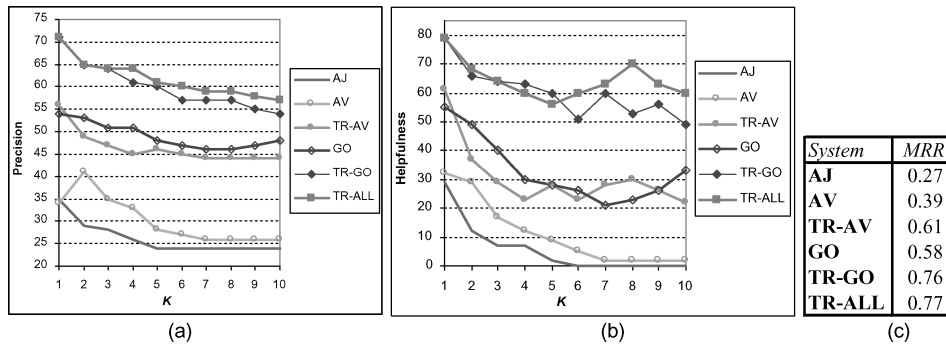 75
70
65
60
55
50
45
40
35
30
25
20
Precision
1 2 3 4 5 6 7 8 9 10
K
AJ
AV
TR-AV
GO
TR-GO
TR-ALL
(a)
80
70
60
50
40
30
20
10
0
Helpfulness
1 2 3 4 5 6 7 8 9 10
K
AJ
AV
TR-AV
GO
TR-GO
TR-ALL
(b)
System MRR
AJ 0.27
AV 0.39
TR-AV 0.61
GO 0.58
TR-GO 0.76
TR-ALL 0.77
(c)